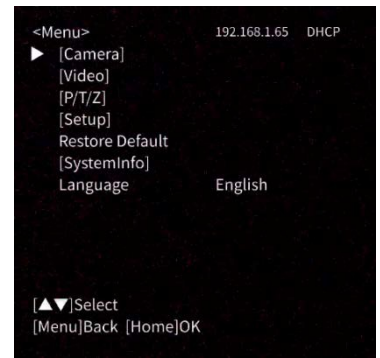 <Menu> 192.168.1.65 DHCP
▶ [Camera]
[Video]
[P/T/Z]
[Setup]
Restore Default
[SystemInfo]
Language English
[▲▼]Select
[Menu]Back [Home]OK